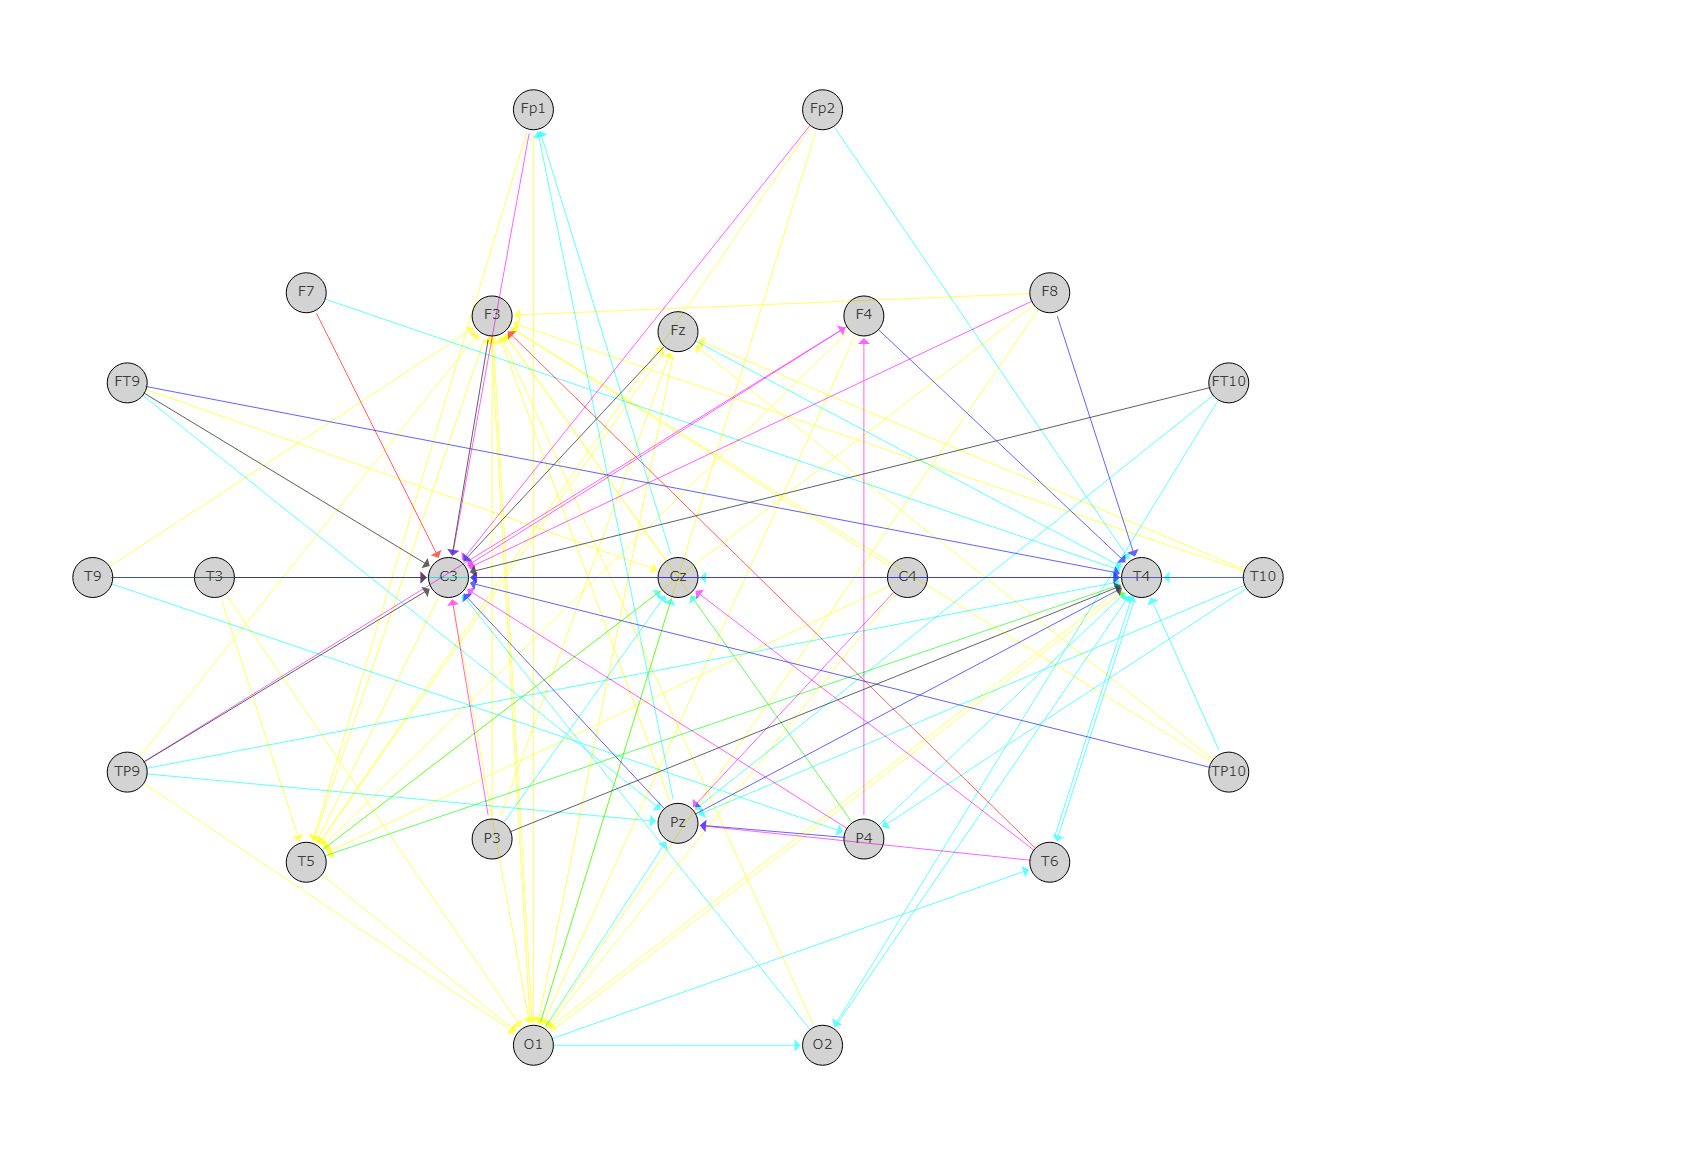 Fp1 Fp2
F7 F8
F3 Fz F4
FT9 FT10
T9 T3 C3 Cz C4 T4 T10
TP9 TP10
Pz
P3 P4
T5 T6
O1 O2